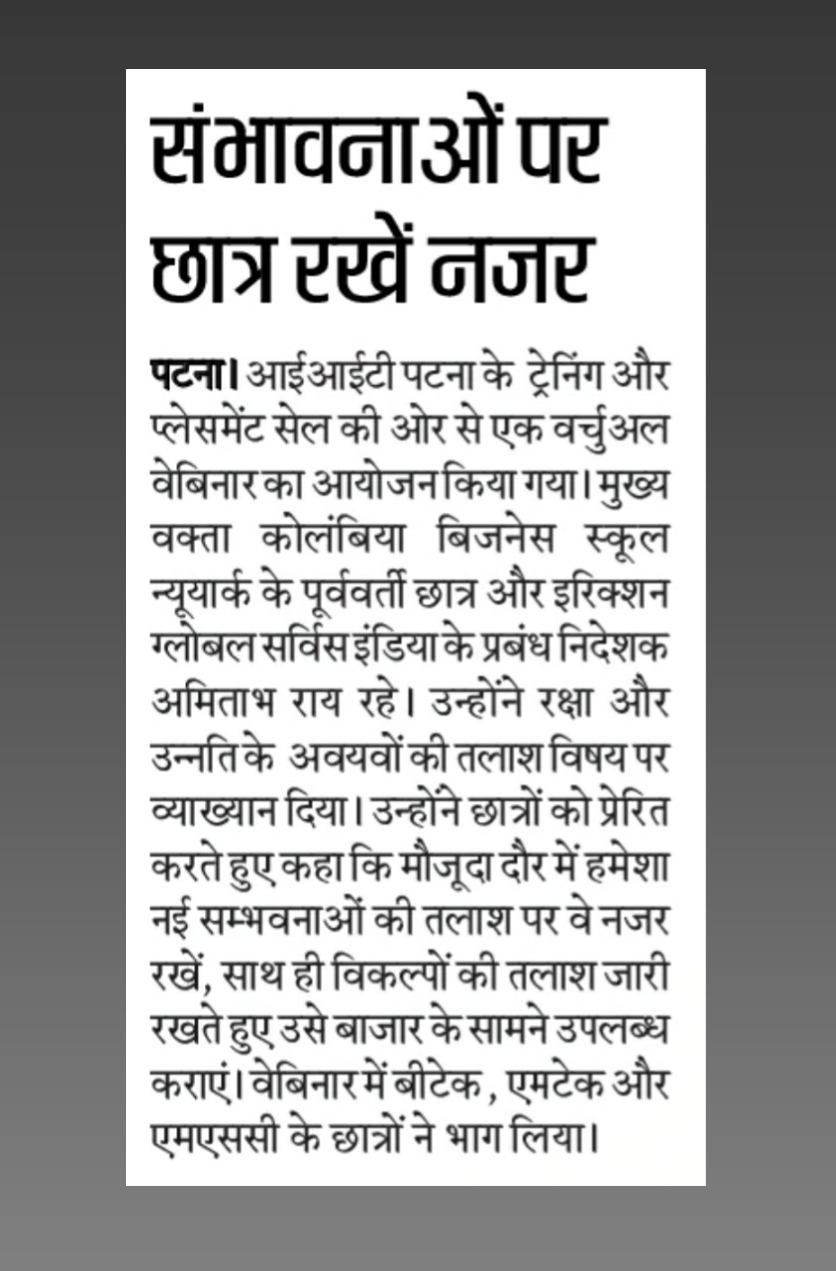 संभावनाओं पर
छात्र रखें नजर
पटना। आईआईटी पटना के ट्रेनिंग और
प्लेसमेंट सेल की ओर से एक वर्चुअल
वेबिनार का आयोजन किया गया। मुख्य
वक्ता कोलंबिया बिजनेस स्कूल
न्यूयार्क के पूर्ववर्ती छात्र और इरिक्शन
ग्लोबल सर्विस इंडिया के प्रबंध निदेशक
अमिताभ राय रहे। उन्होंने रक्षा और
उन्नति के अवयवों की तलाश विषय पर
व्याख्यान दिया। उन्होंने छात्रों को प्रेरित
करते हुए कहा कि मौजूदा दौर में हमेशा
नई सम्भवनाओं की तलाश पर वे नजर
रखें, साथ ही विकल्पों की तलाश जारी
रखते हुए उसे बाजार के सामने उपलब्ध
कराएं। वेबिनार में बीटेक, एमटेक और
एमएससी के छात्रों ने भाग लिया।